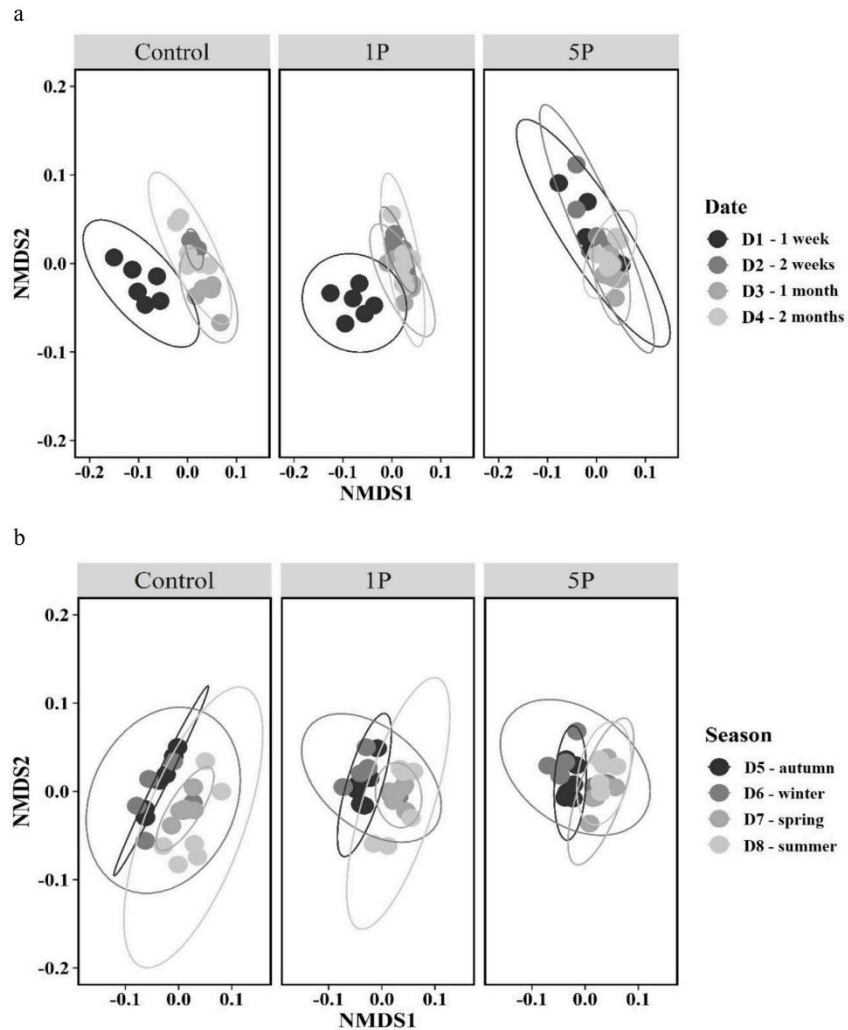 a
Control 1P 5P
0.2
0.1
0.0
-0.1
-0.2
NMDS2
-0.2 -0.1 0.0 0.1 -0.2 -0.1 0.0 0.1 -0.2 -0.1 0.0 0.1
NMDS1
Date
D1 - 1 week
D2 - 2 weeks
D3 - 1 month
D4 - 2 months
b
Control 1P 5P
0.2
0.1
0.0
-0.1
-0.2
NMDS2
-0.1 0.0 0.1 -0.1 0.0 0.1 -0.1 0.0 0.1
NMDS1
Season
D5 - autumn
D6 - winter
D7 - spring
D8 - summer